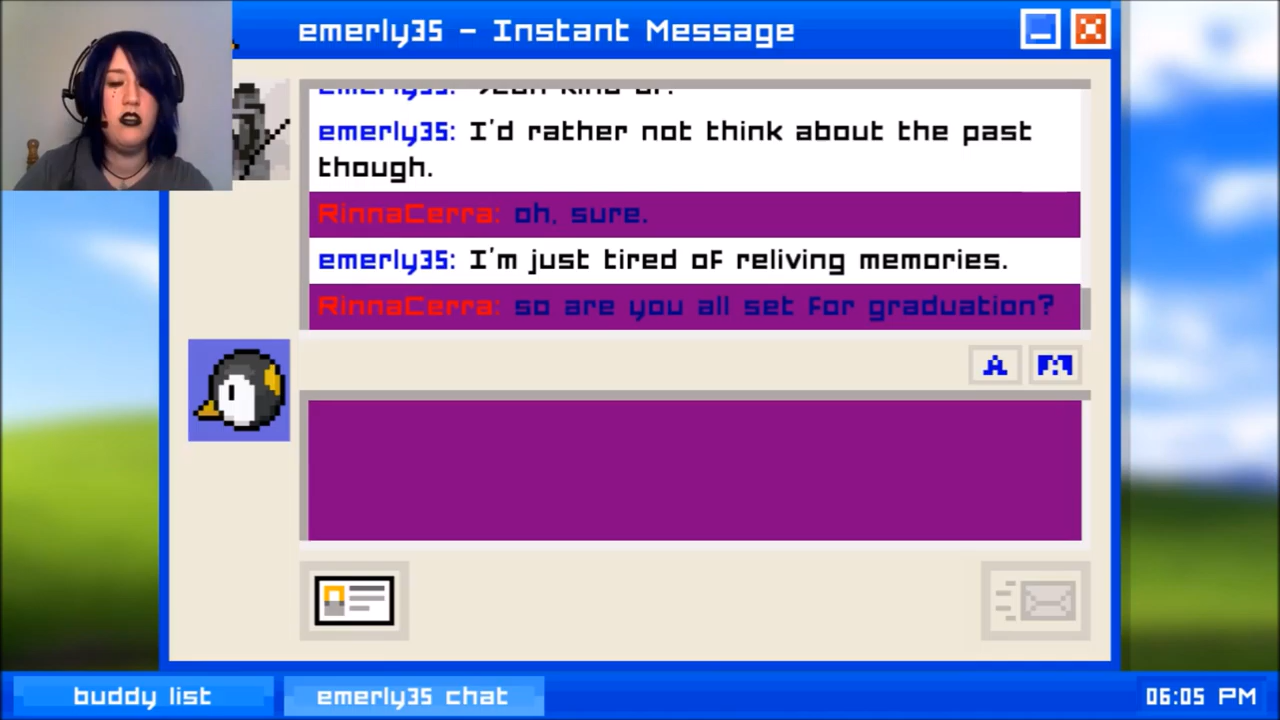 emerly35 - Instant Message
emerly35: I'd rather not think about the past
though.
RinnaCerra: oh, sure.
emerly35: I'm just tired of reliving memories.
RinnaCerra: so are you all set for graduation?
A
buddy list
emerly35 chat
06:05 PM